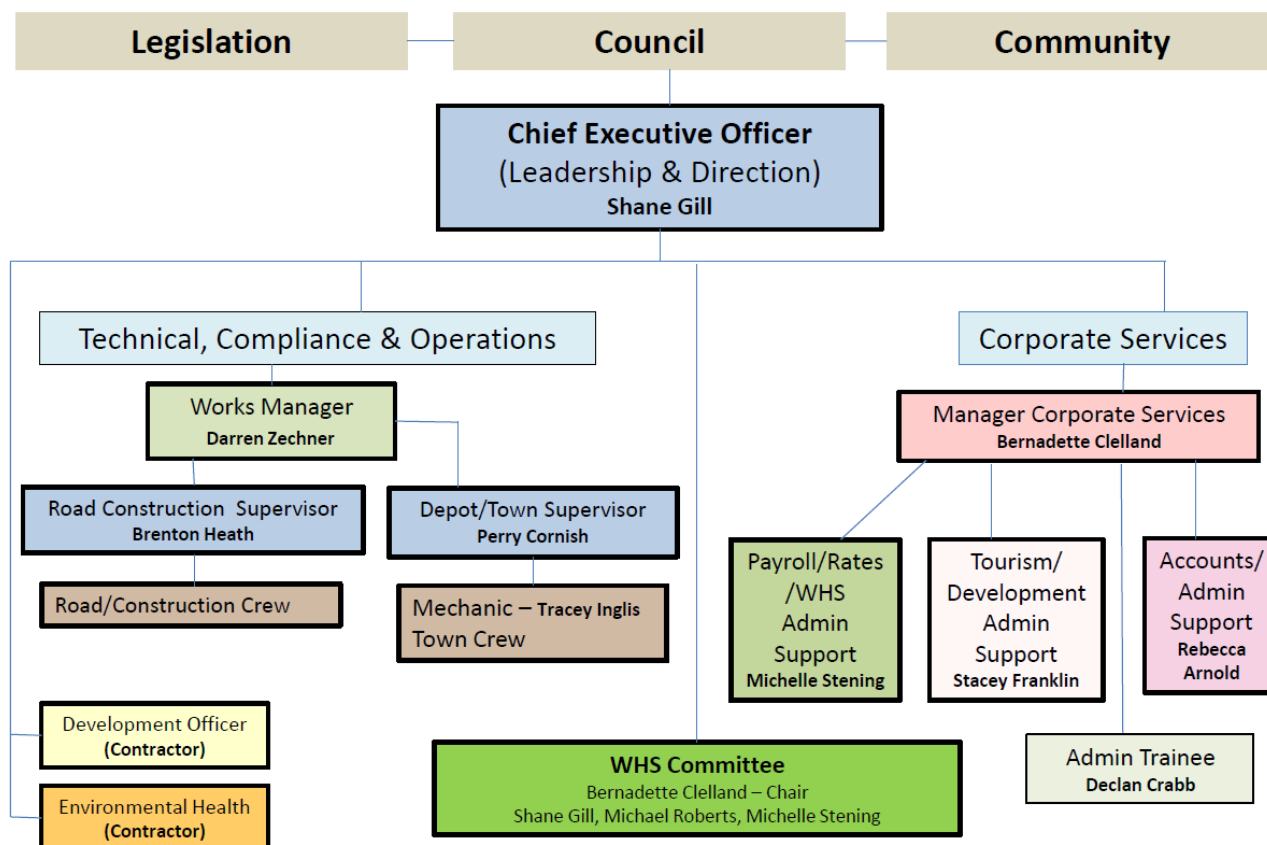 Legislation
Council
Community
Chief Executive Officer
(Leadership & Direction)
Shane Gill
Technical, Compliance & Operations
Corporate Services
Works Manager
Darren Zechner
Manager Corporate Services
Bernadette Clelland
Road Construction Supervisor
Brenton Heath
Depot/Town Supervisor
Perry Cornish
Road/Construction Crew
Mechanic – Tracey Inglis
Town Crew
Payroll/Rates
/WHS
Admin
Support
Michelle Stening
Tourism/
Development
Admin
Support
Stacey Franklin
Accounts/
Admin
Support
Rebecca
Arnold
Development Officer
(Contractor)
Environmental Health
(Contractor)
WHS Committee
Bernadette Clelland – Chair
Shane Gill, Michael Roberts, Michelle Stening
Admin Trainee
Declan Crabb